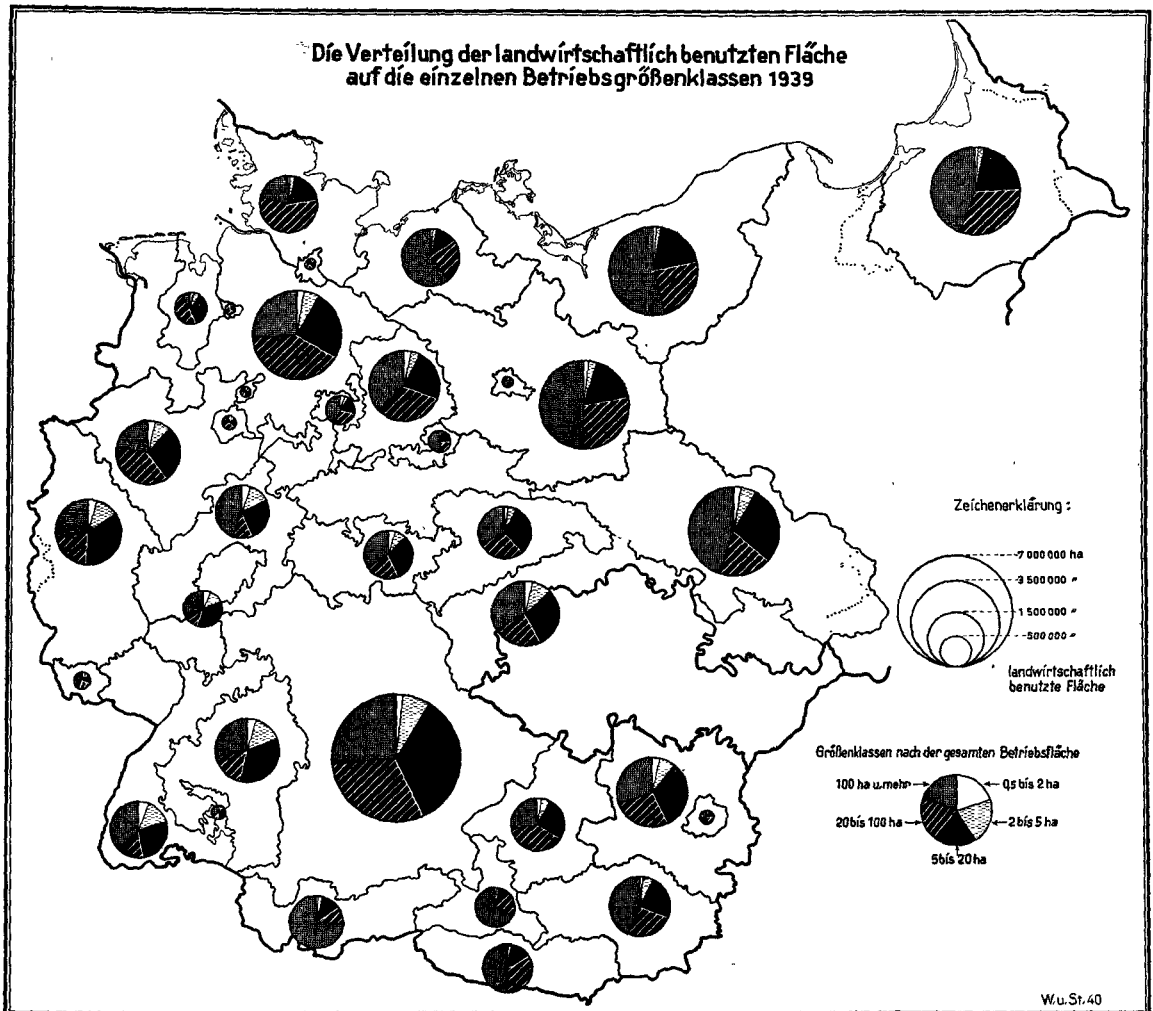 Die Verteilung der landwirtschaftlich benutzten Fläche
auf die einzelnen Betriebsgrößenklassen 1939
Zeichenerklärung :
7 000 000 ha
3 500 000 "
1 500 000 "
500 000 "
landwirtschaftlich
benutzte Fläche
Größenklassen nach der gesamten Betriebsfläche
100 ha u. mehr
0,5 bis 2 ha
20 bis 100 ha
2 bis 5 ha
5 bis 20 ha
W. u. St. 40